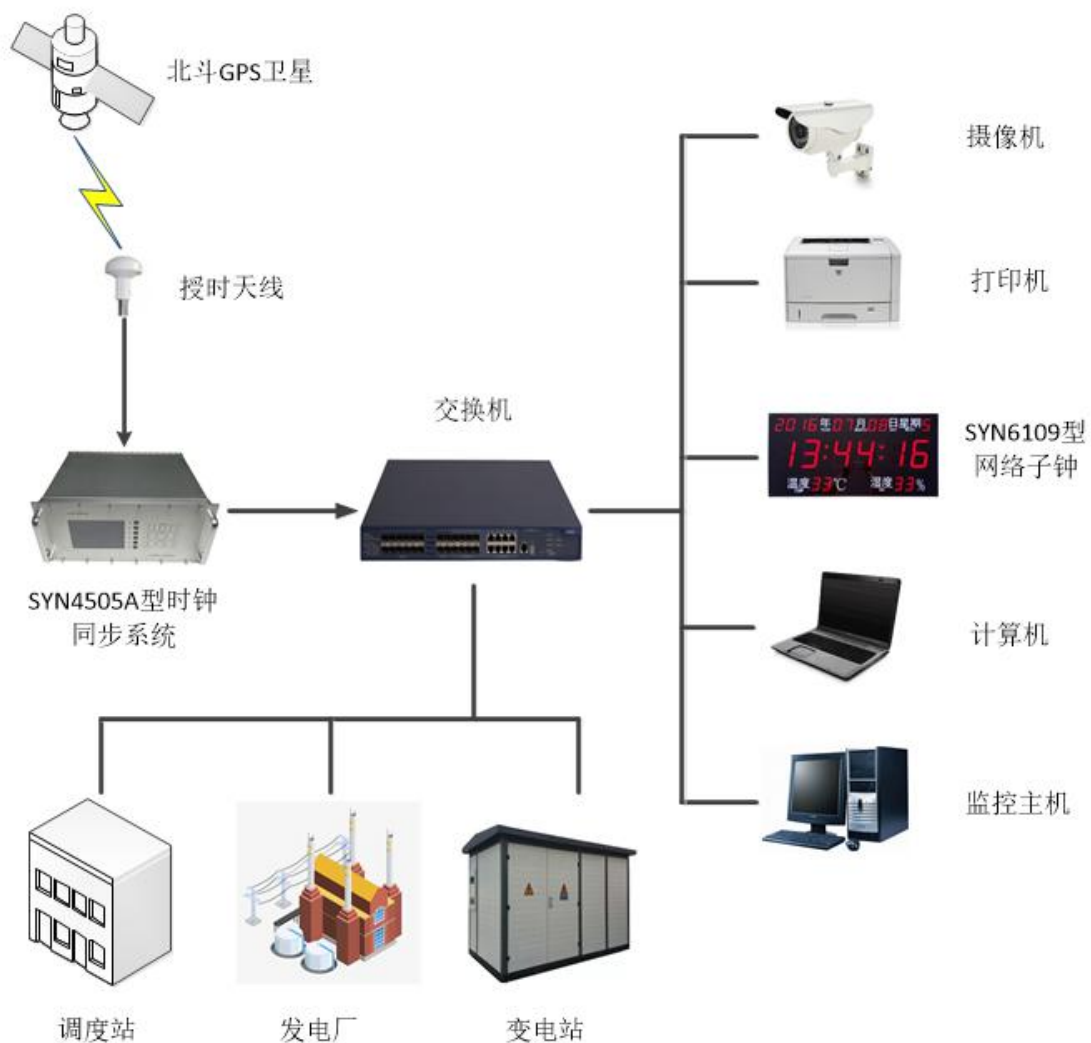 北斗GPS卫星
摄像机
授时天线
打印机
交换机
2016年07月08日星期5
13:44:16
温度33℃ 湿度33%
SYN6109型
网络子钟
SYN4505A型时钟
同步系统
计算机
监控主机
调度站
发电厂
变电站